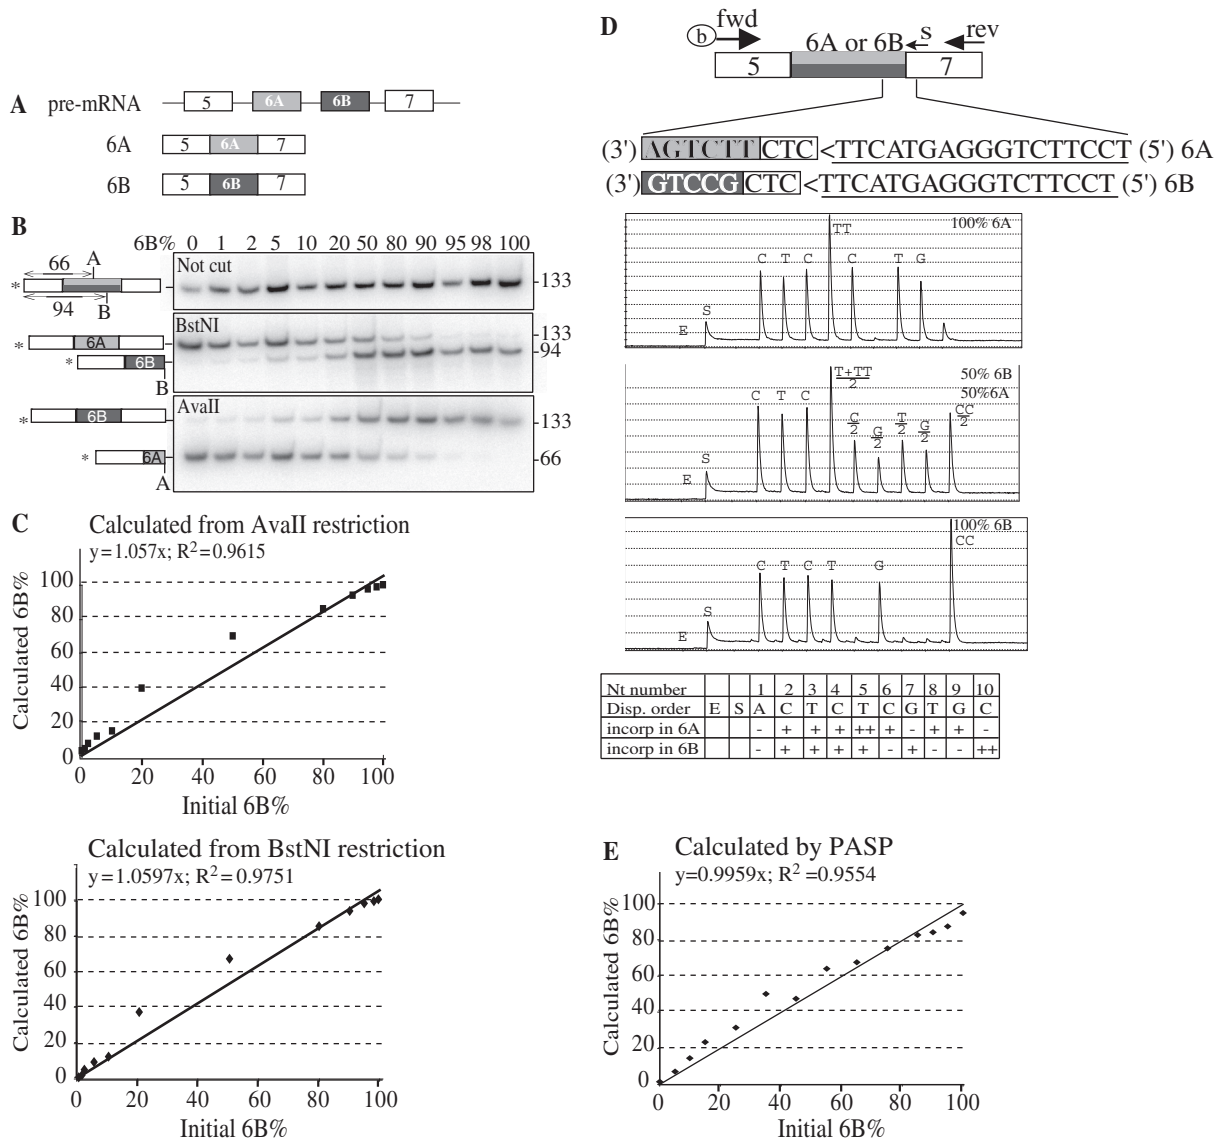 A
pre-mRNA
5
6A
6B
7
6A
5
6A
7
6B
5
6B
7
B
6B%
0 1 2 5 10 20 50 80 90 95 98 100
A
66
*
94
B
Not cut
133
BstNI
* 6A
* 6B
B
133
94
AvaII
* 6B
* 6A
A
133
66
C
Calculated from AvaII restriction
y=1.057x; R²=0.9615
Calculated 6B%
100
80
60
40
20
0
0 20 40 60 80 100
Initial 6B%
Calculated from BstNI restriction
y=1.0597x; R²=0.9751
Calculated 6B%
100
80
60
40
20
0
0 20 40 60 80 100
Initial 6B%
D
b fwd
6A or 6B
s
rev
5
7
(3') AGTCTT CTC <TTCATGAGGGTCTTCCT (5') 6A
(3') GTCCG CTC <TTCATGAGGGTCTTCCT (5') 6B
100% 6A
E S C T C TT C T G
50% 6B
50%6A
E S C T C T+TT/2 C/2 G/2 T/2 G/2 CC/2
100% 6B
E S C T C T G CC
Nt number 1 2 3 4 5 6 7 8 9 10
Disp. order E S A C T C T C G T G C
incorp in 6A - + + + ++ + - + + -
incorp in 6B - + + + + - + - - ++
E
Calculated by PASP
y=0.9959x; R² =0.9554
Calculated 6B%
100
80
60
40
20
0
0 20 40 60 80 100
Initial 6B%